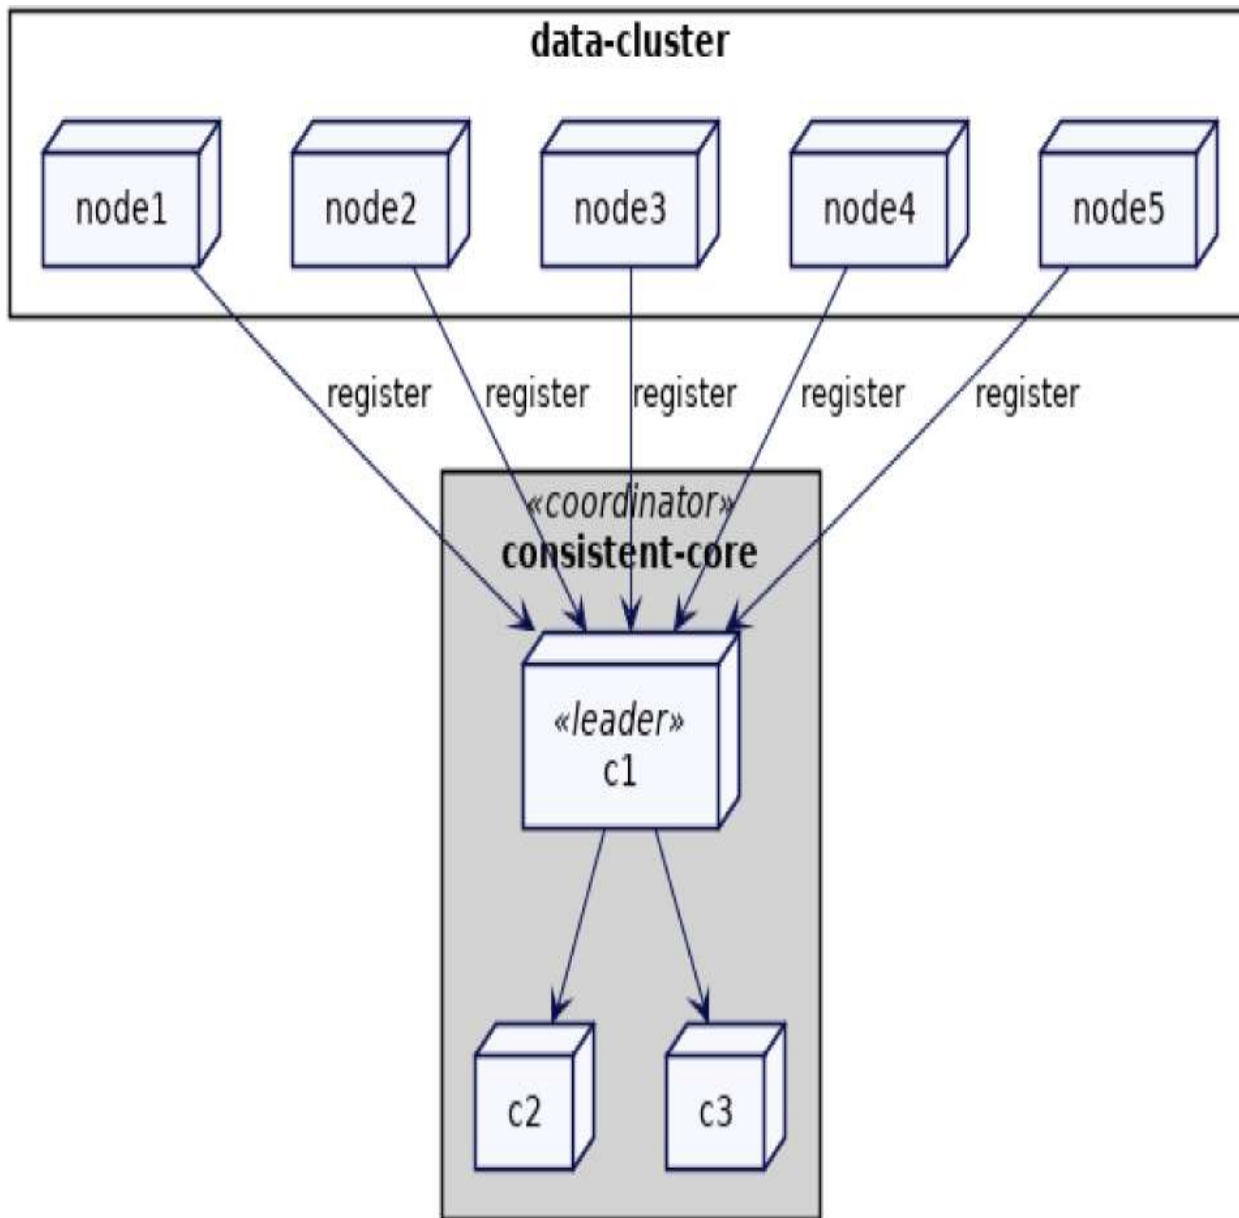 data-cluster
node1
node2
node3
node4
node5
register
register
register
register
register
«coordinator»
consistent-core
«leader»
c1
c2
c3